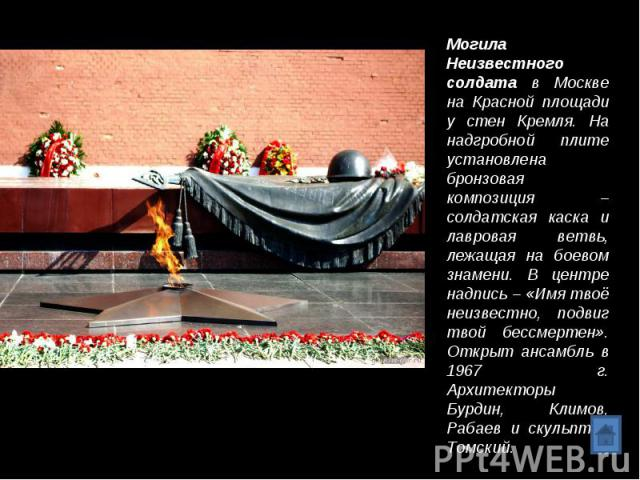 Могила
Неизвестного
солдата в Москве
на Красной площади
у стен Кремля. На
надгробной плите
установлена
бронзовая
композиция –
солдатская каска и
лавровая ветвь,
лежащая на боевом
знамени. В центре
надпись – «Имя твоё
неизвестно, подвиг
твой бессмертен».
Открыт ансамбль в
1967 г.
Архитекторы
Бурдин, Климов,
Рабаев и
Томский.
PPt4WEB.ru